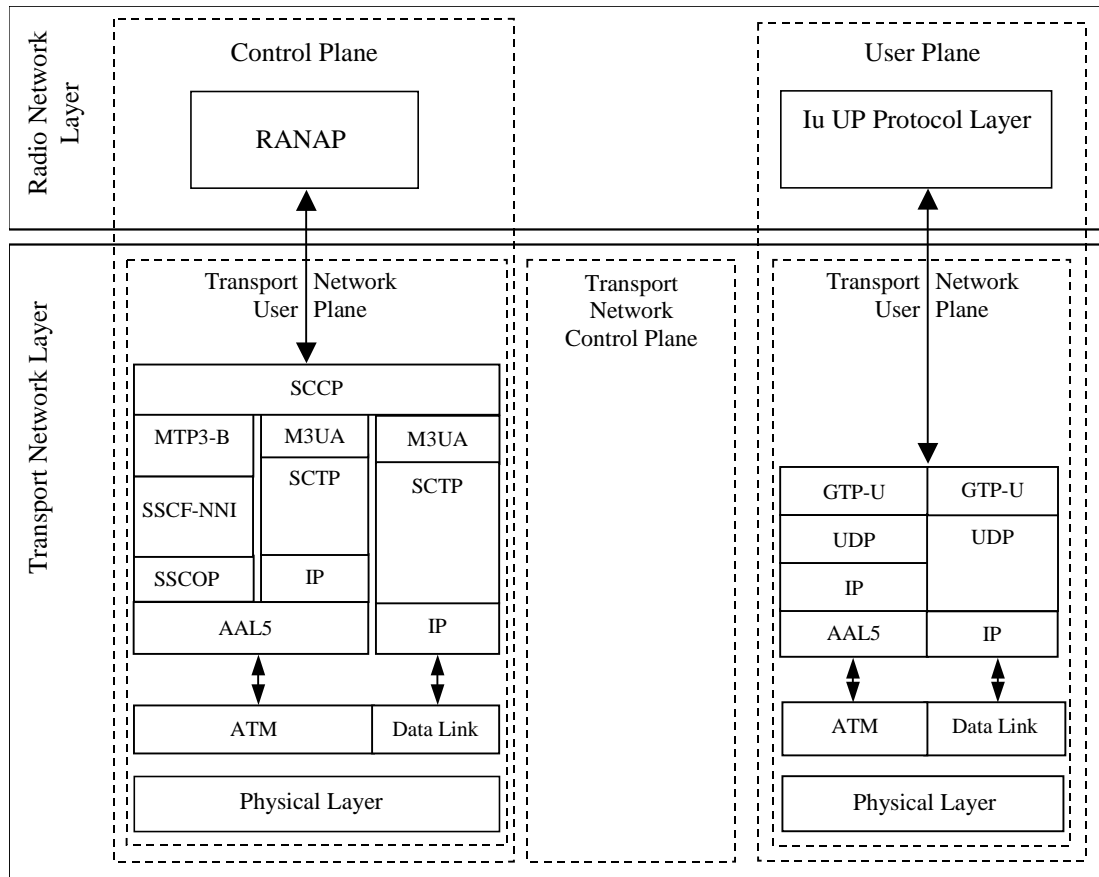 Radio Network
Layer
Control Plane
RANAP
User Plane
Iu UP Protocol Layer
Transport Network Layer
Transport Network
User Plane
SCCP
MTP3-B
SSCF-NNI
SSCOP
M3UA
SCTP
IP
AAL5
M3UA
SCTP
IP
ATM
Data Link
Physical Layer
Transport
Network
Control Plane
Transport Network
User Plane
GTP-U
UDP
IP
AAL5
GTP-U
UDP
IP
ATM
Data Link
Physical Layer